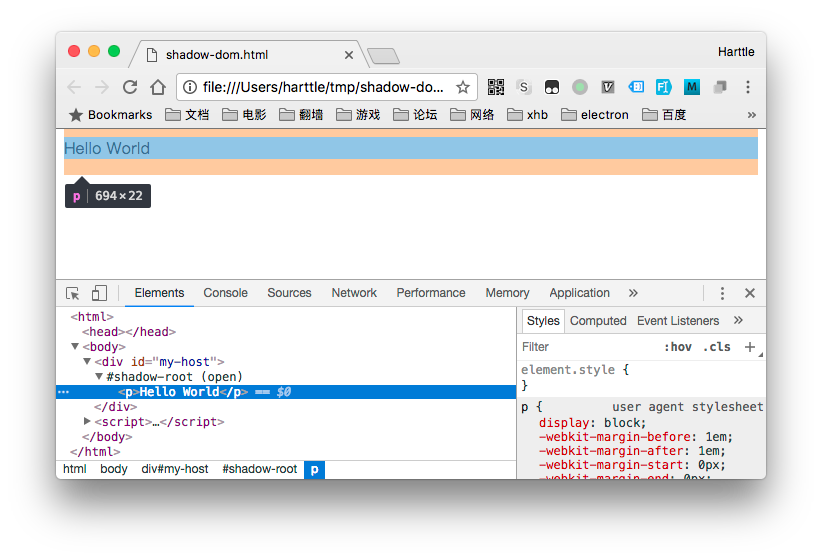 shadow-dom.html
Harttle
file:///Users/harttle/tmp/shadow-do…
Bookmarks 文档 电影 翻墙 游戏 论坛 网络 xhb electron 百度 »
Hello World
p 694 × 22
Elements Console Sources Network Performance Memory Application »
<html>
<head></head>
<body>
<div id="my-host">
#shadow-root (open)
<p>Hello World</p> == $0
</div>
<script>…</script>
</body>
</html>
html body div#my-host #shadow-root p
Styles Computed Event Listeners »
Filter :hov .cls +
element.style {
}
p { user agent stylesheet
display: block;
-webkit-margin-before: 1em;
-webkit-margin-after: 1em;
-webkit-margin-start: 0px;
-webkit-margin-end: 0px;